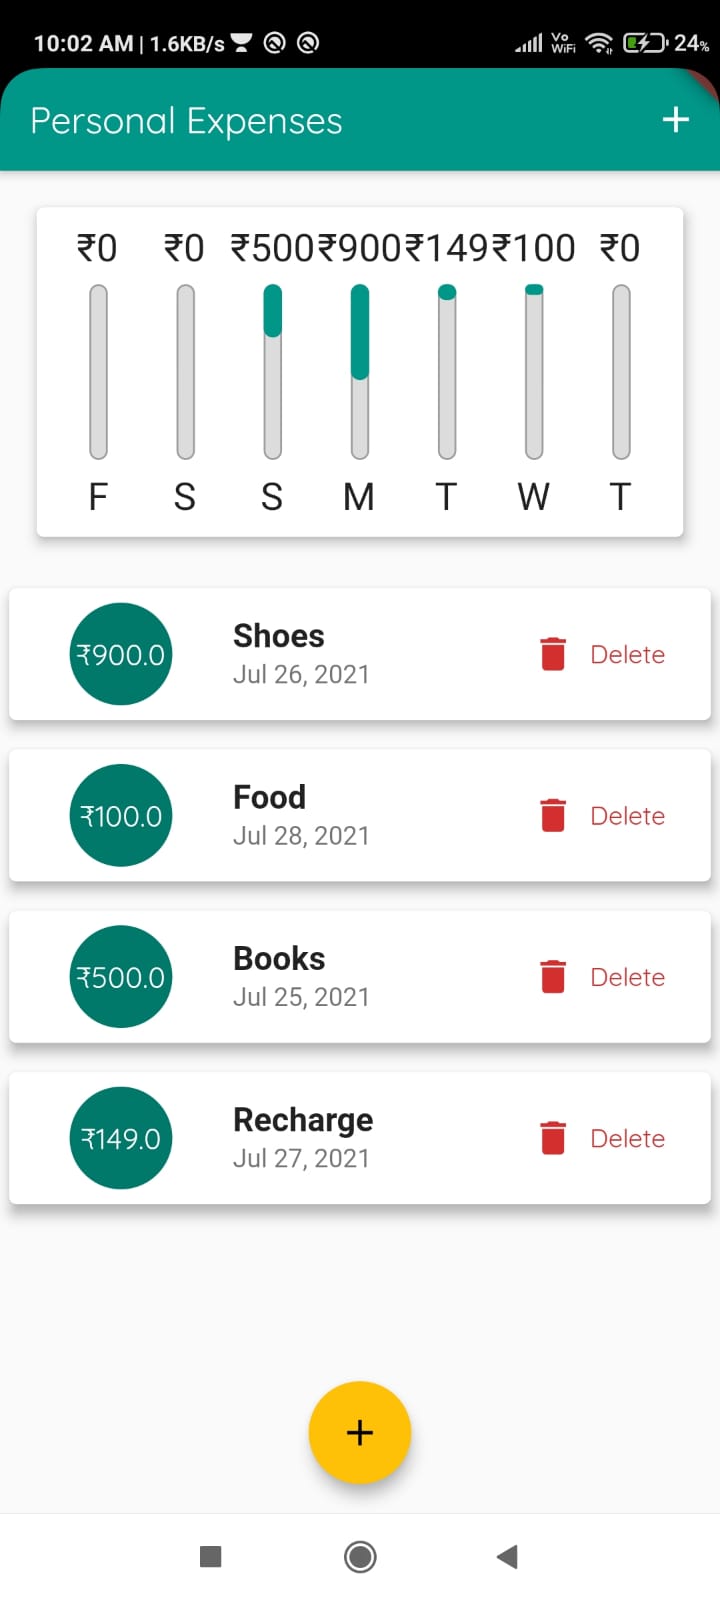 10:02 AM | 1.6KB/s Vo WiFi 24%
Personal Expenses
₹0 ₹0 ₹500 ₹900 ₹149 ₹100 ₹0
F S S M T W T
₹900.0 Shoes Delete
Jul 26, 2021
₹100.0 Food Delete
Jul 28, 2021
₹500.0 Books Delete
Jul 25, 2021
₹149.0 Recharge Delete
Jul 27, 2021